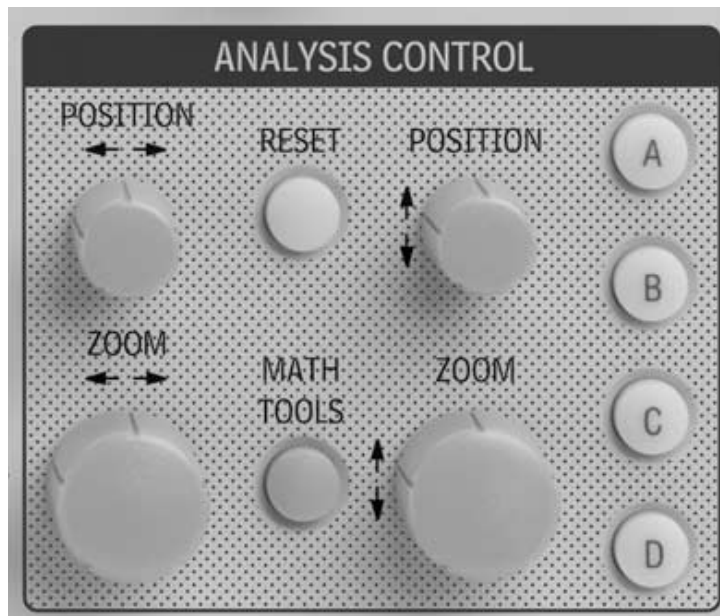 ANALYSIS CONTROL
POSITION
RESET
POSITION
A
B
ZOOM
MATH
TOOLS
ZOOM
C
D